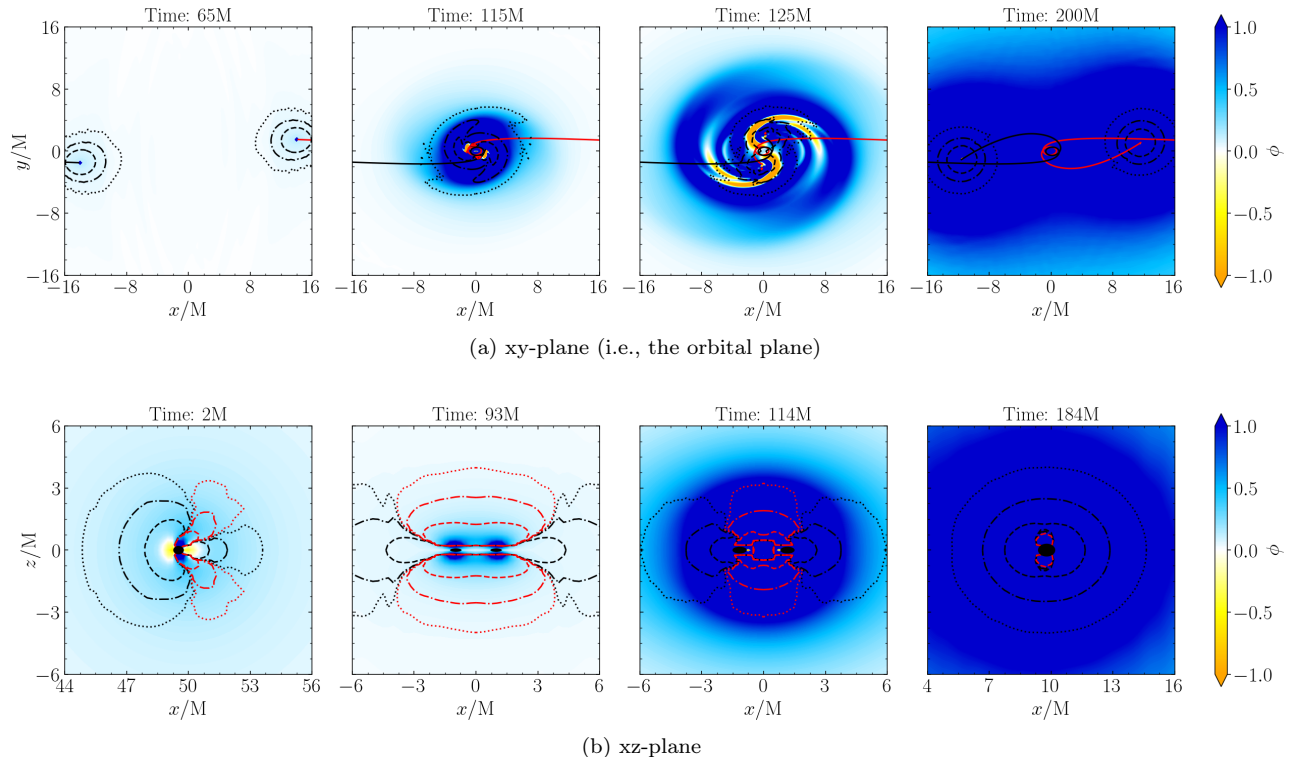 Time: 65M Time: 115M Time: 125M Time: 200M
16
8
0
−8
−16
y/M
−16 −8 0 8 16 −8 0 8 16 −8 0 8 16 −8 0 8 16
x/M x/M x/M x/M
1.0
0.5
0.0
−0.5
−1.0
ϕ
(a) xy-plane (i.e., the orbital plane)
Time: 2M Time: 93M Time: 114M Time: 184M
6
3
0
−3
−6
z/M
44 47 50 53 56 −6 −3 0 3 6 −6 −3 0 3 6 4 7 10 13 16
x/M x/M x/M x/M
1.0
0.5
0.0
−0.5
−1.0
ϕ
(b) xz-plane